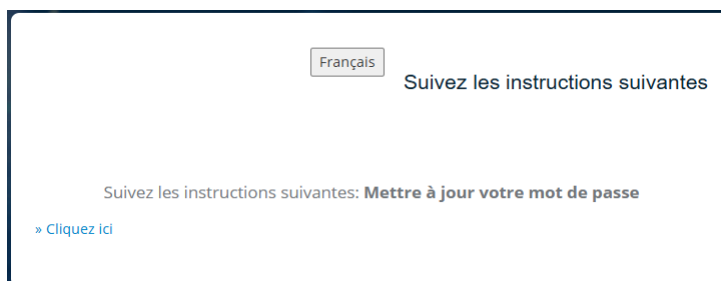 Français
Suivez les instructions suivantes
Suivez les instructions suivantes: Mettre à jour votre mot de passe
» Cliquez ici